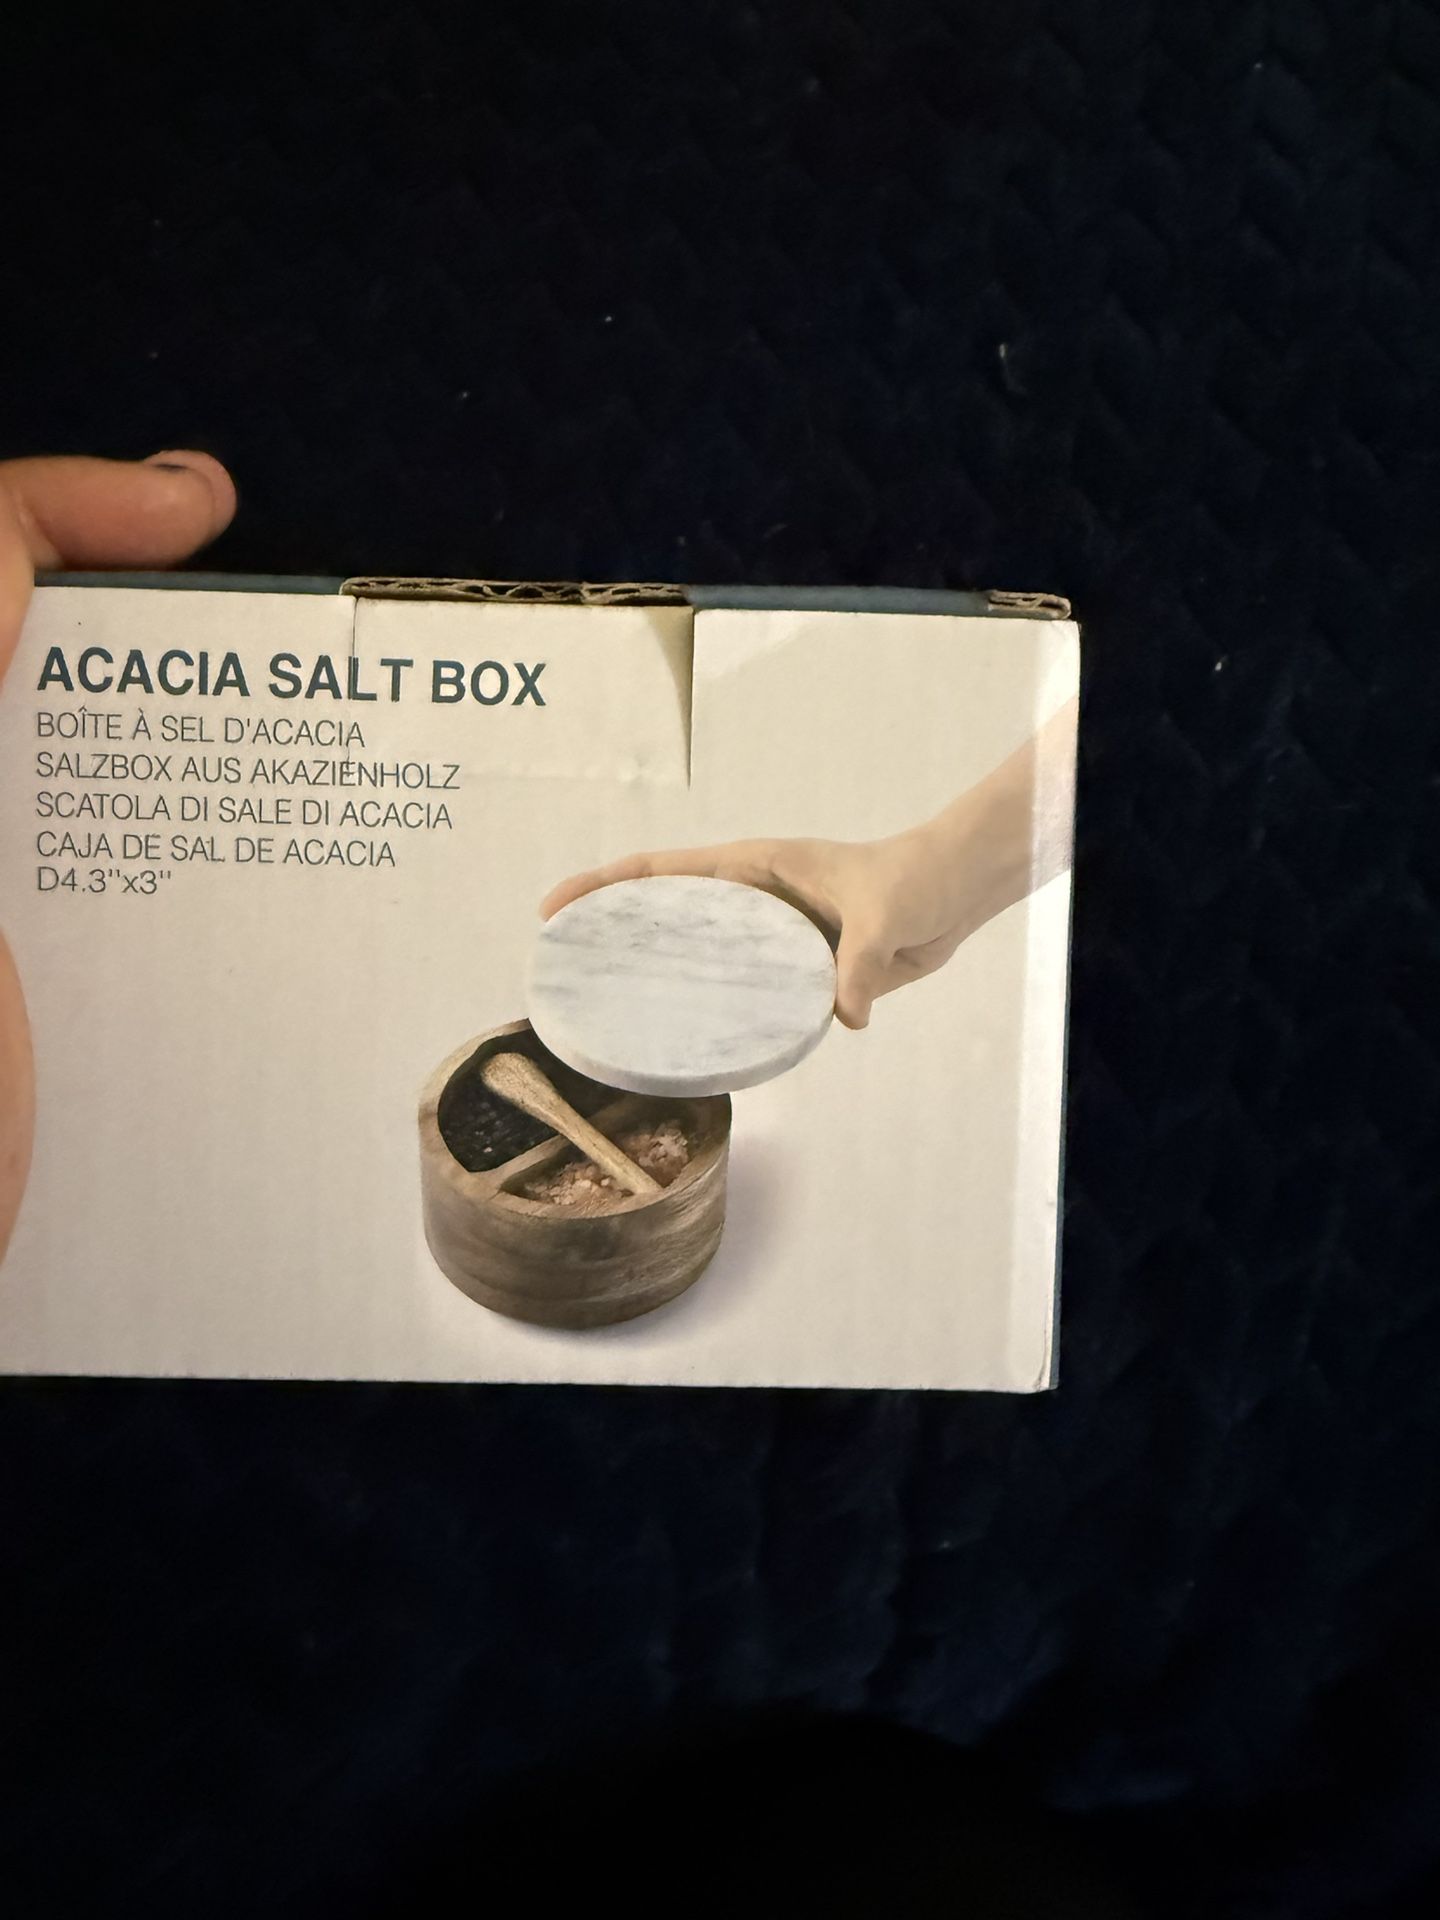 ACACIA SALT BOX
BOÎTE À SEL D'ACACIA
SALZBOX AUS AKAZIENHOLZ
SCATOLA DI SALE DI ACACIA
CAJA DE SAL DE ACACIA
D4.3"x3"